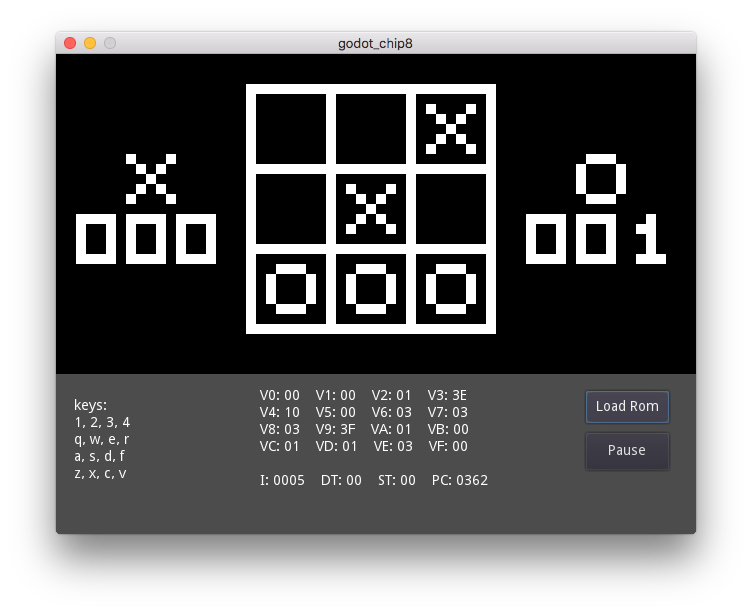 godot_chip8
X
O
000
001
X
X
O O O
keys:
1, 2, 3, 4
q, w, e, r
a, s, d, f
z, x, c, v
V0: 00 V1: 00 V2: 01 V3: 3E
V4: 10 V5: 00 V6: 03 V7: 03
V8: 03 V9: 3F VA: 01 VB: 00
VC: 01 VD: 01 VE: 03 VF: 00
I: 0005 DT: 00 ST: 00 PC: 0362
Load Rom
Pause